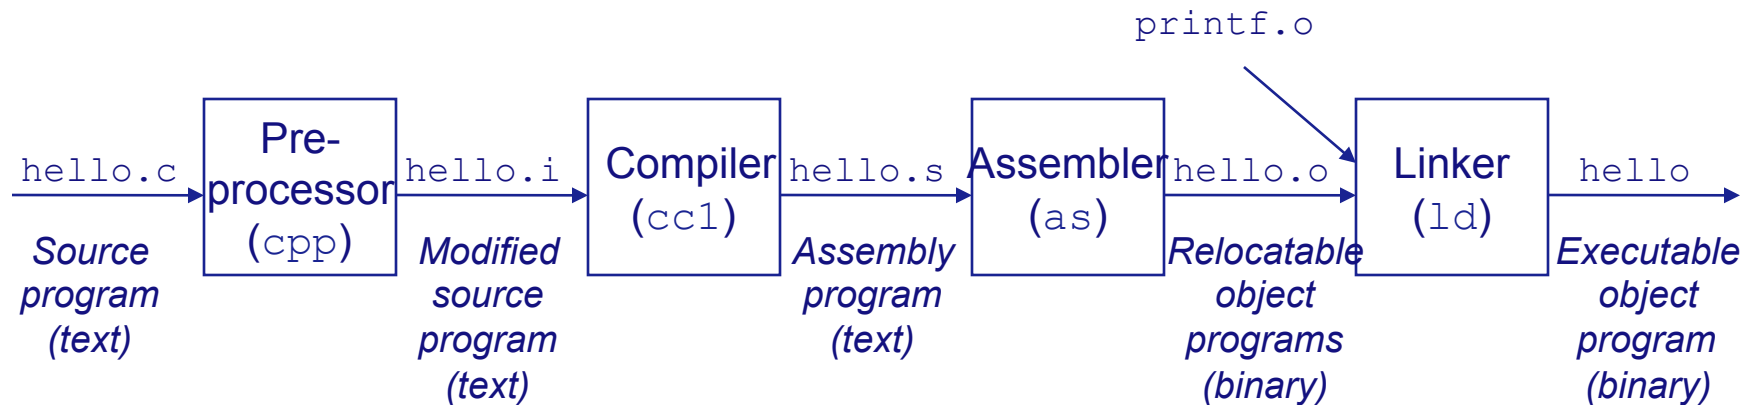 printf.o
hello.c
Pre-
processor
(cpp)
hello.i
Compiler
(cc1)
hello.s
Assembler
(as)
hello.o
Linker
(ld)
hello
Source
program
(text)
Modified
source
program
(text)
Assembly
program
(text)
Relocatable
object
programs
(binary)
Executable
object
program
(binary)